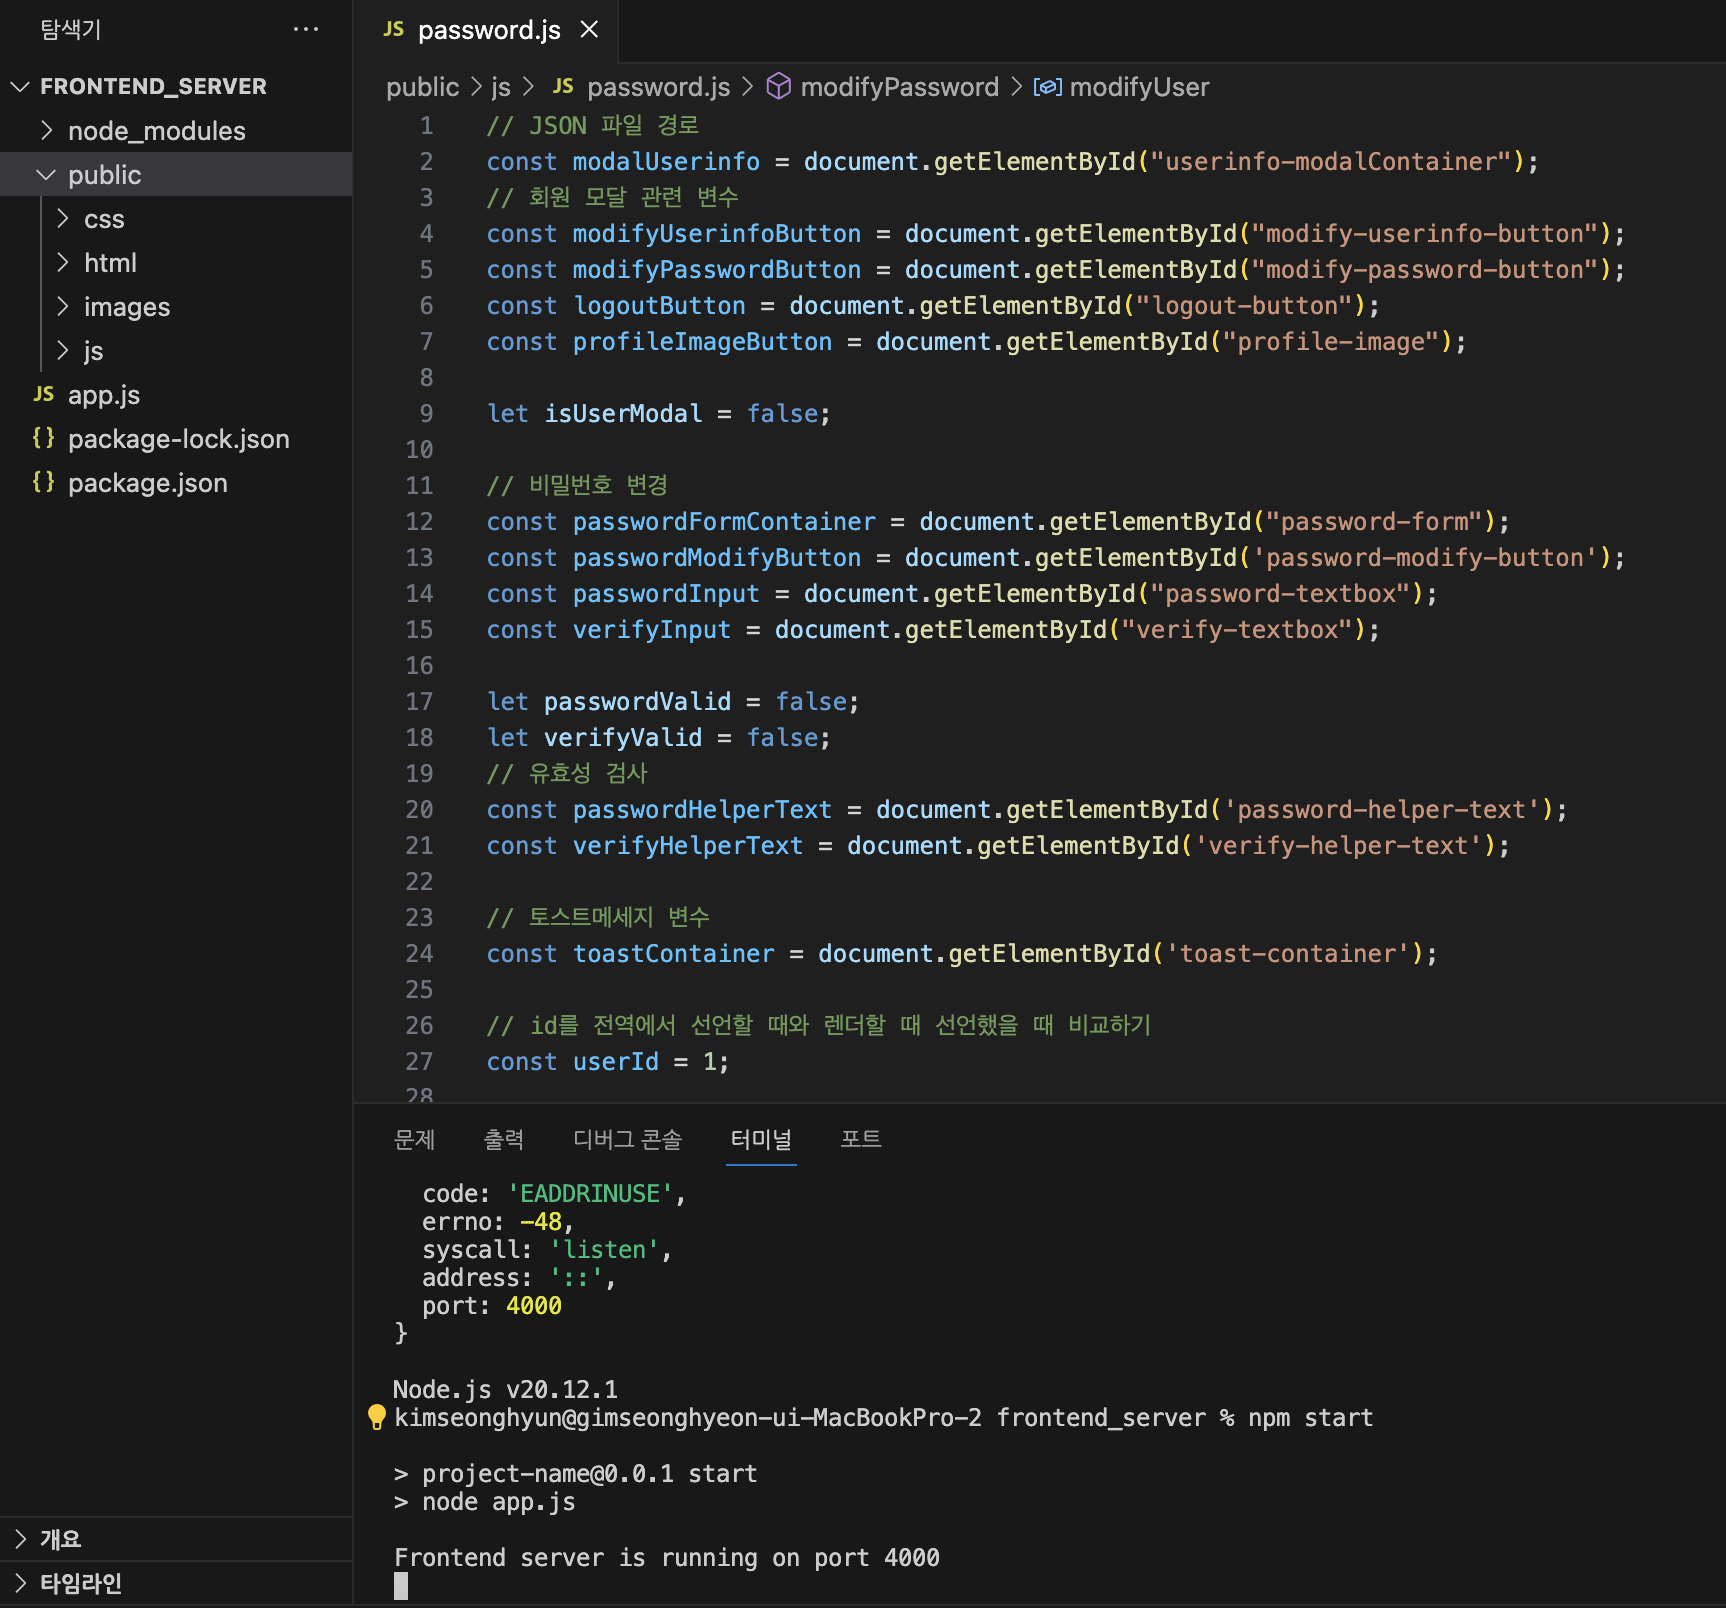 탐색기 ···
FRONTEND_SERVER
node_modules
public
css
html
images
js
JS app.js
{} package-lock.json
{} package.json
개요
타임라인
JS password.js ×
public > js > JS password.js > modifyPassword > modifyUser
1 // JSON 파일 경로
2 const modalUserinfo = document.getElementById("userinfo-modalContainer");
3 // 회원 모달 관련 변수
4 const modifyUserinfoButton = document.getElementById("modify-userinfo-button");
5 const modifyPasswordButton = document.getElementById("modify-password-button");
6 const logoutButton = document.getElementById("logout-button");
7 const profileImageButton = document.getElementById("profile-image");
8
9 let isUserModal = false;
10
11 // 비밀번호 변경
12 const passwordFormContainer = document.getElementById("password-form");
13 const passwordModifyButton = document.getElementById('password-modify-button');
14 const passwordInput = document.getElementById("password-textbox");
15 const verifyInput = document.getElementById("verify-textbox");
16
17 let passwordValid = false;
18 let verifyValid = false;
19 // 유효성 검사
20 const passwordHelperText = document.getElementById('password-helper-text');
21 const verifyHelperText = document.getElementById('verify-helper-text');
22
23 // 토스트메세지 변수
24 const toastContainer = document.getElementById('toast-container');
25
26 // id를 전역에서 선언할 때와 렌더할 때 선언했을 때 비교하기
27 const userId = 1;
28
문제 출력 디버그 콘솔 터미널 포트
code: 'EADDRINUSE',
errno: -48,
syscall: 'listen',
address: '::',
port: 4000
}
Node.js v20.12.1
kimseonghyun@gimseonghyeon-ui-MacBookPro-2 frontend_server % npm start
> project-name@0.0.1 start
> node app.js
Frontend server is running on port 4000